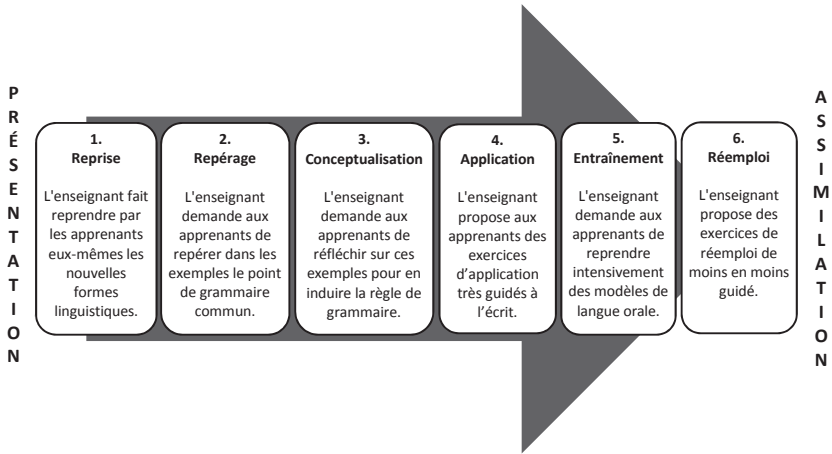 PRÉSENTATION
1.
Reprise
L'enseignant fait
reprendre par
les apprenants
eux-mêmes les
nouvelles
formes
linguistiques.
2.
Repérage
L'enseignant
demande aux
apprenants de
repérer dans les
exemples le point
de grammaire
commun.
3.
Conceptualisation
L'enseignant
demande aux
apprenants de
réfléchir sur ces
exemples pour en
induire la règle de
grammaire.
4.
Application
L'enseignant
propose aux
apprenants des
exercices
d'application
très guidés à
l'écrit.
5.
Entraînement
L'enseignant
demande aux
apprenants de
reprendre
intensivement
des modèles de
langue orale.
6.
Réemploi
L'enseignant
propose des
exercices de
réemploi de
moins en moins
guidé.
ASSIMILATION